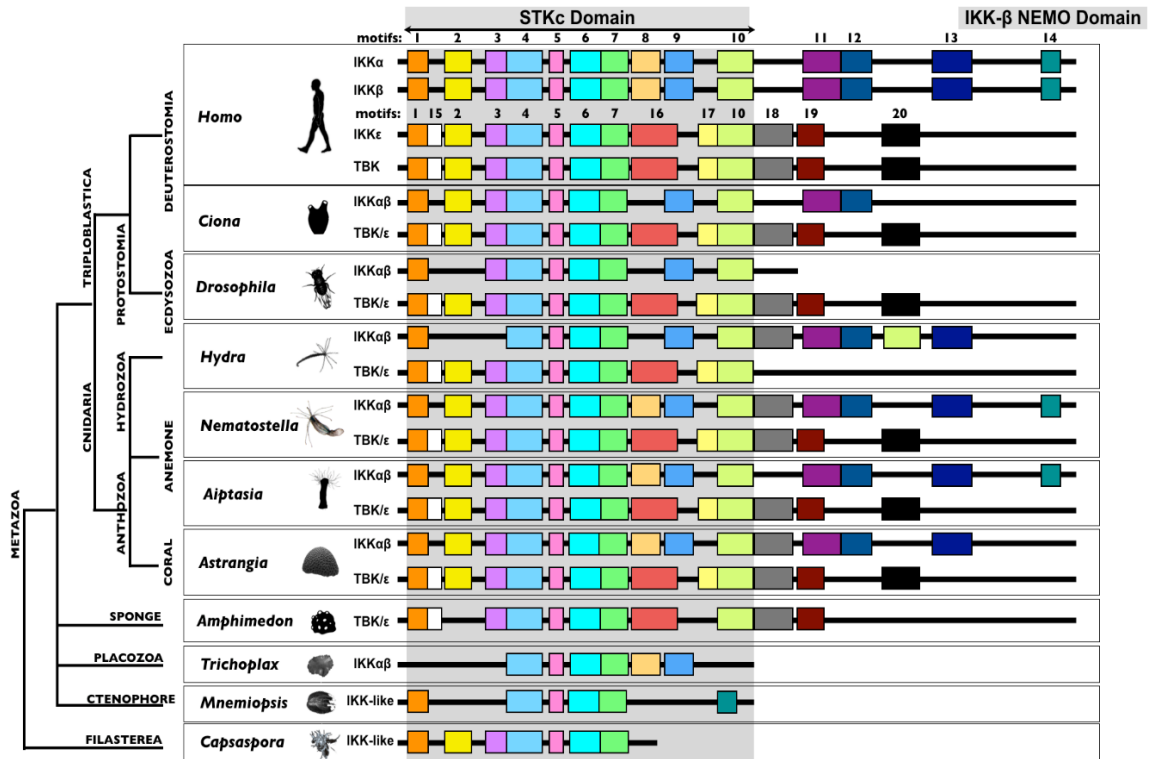 STKc Domain
IKK-β NEMO Domain
motifs: 1 2 3 4 5 6 7 8 9 10 11 12 13 14
Homo
IKKα
IKKβ
motifs: 1 15 2 3 4 5 6 7 16 17 10 18 19 20
IKKε
TBK
Ciona
IKKαβ
TBK/ε
Drosophila
IKKαβ
TBK/ε
Hydra
IKKαβ
TBK/ε
Nematostella
IKKαβ
TBK/ε
Aiptasia
IKKαβ
TBK/ε
Astrangia
IKKαβ
TBK/ε
Amphimedon
TBK/ε
Trichoplax
IKKαβ
Mnemiopsis
IKK-like
Capsaspora
IKK-like
METAZOA
TRIPLOBLASTICA
CNIDARIA
PROTOSTOMIA
HYDROZOA
ANTHOZOA
DEUTEROSTOMIA
ECDYSOZOA
ANEMONE
CORAL
SPONGE
PLACOZOA
CTENOPHORE
FILASTEREA